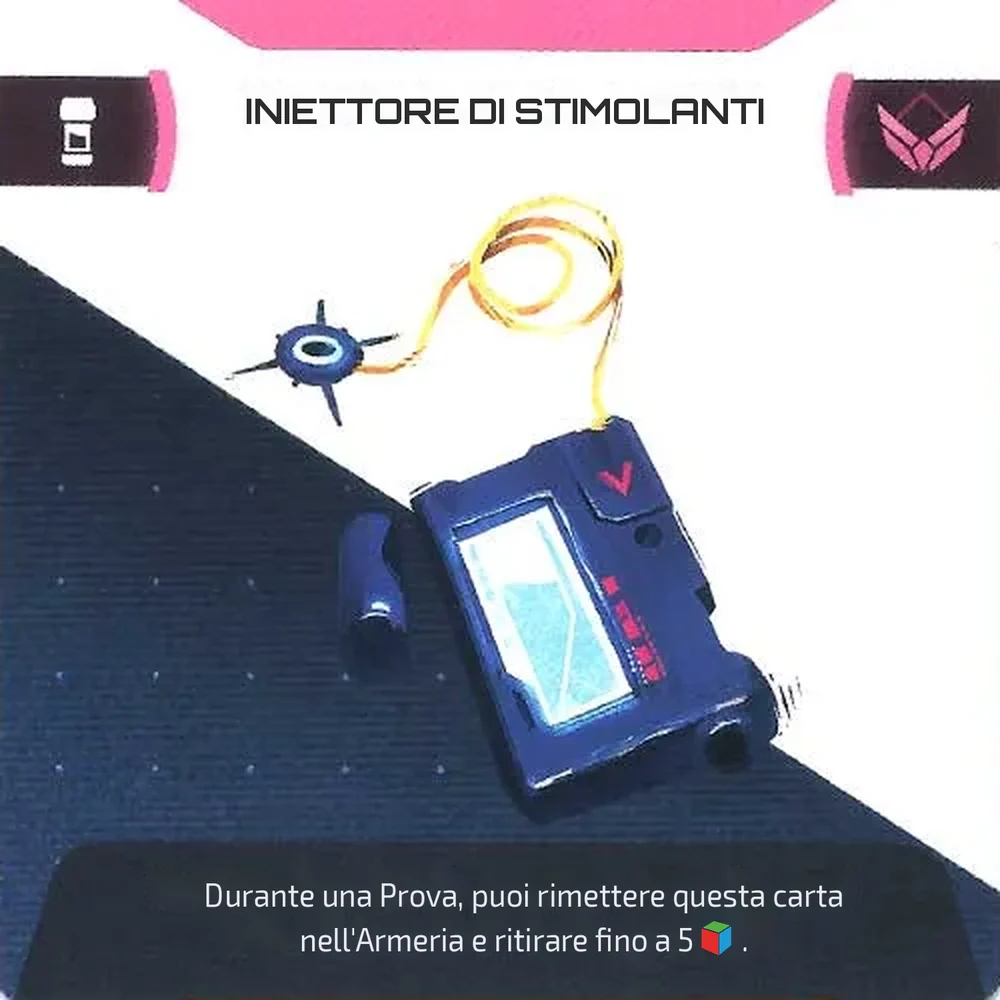 INIETTORE DI STIMOLANTI
Durante una Prova, puoi rimettere questa carta
nell'Armeria e ritirare fino a 5 .